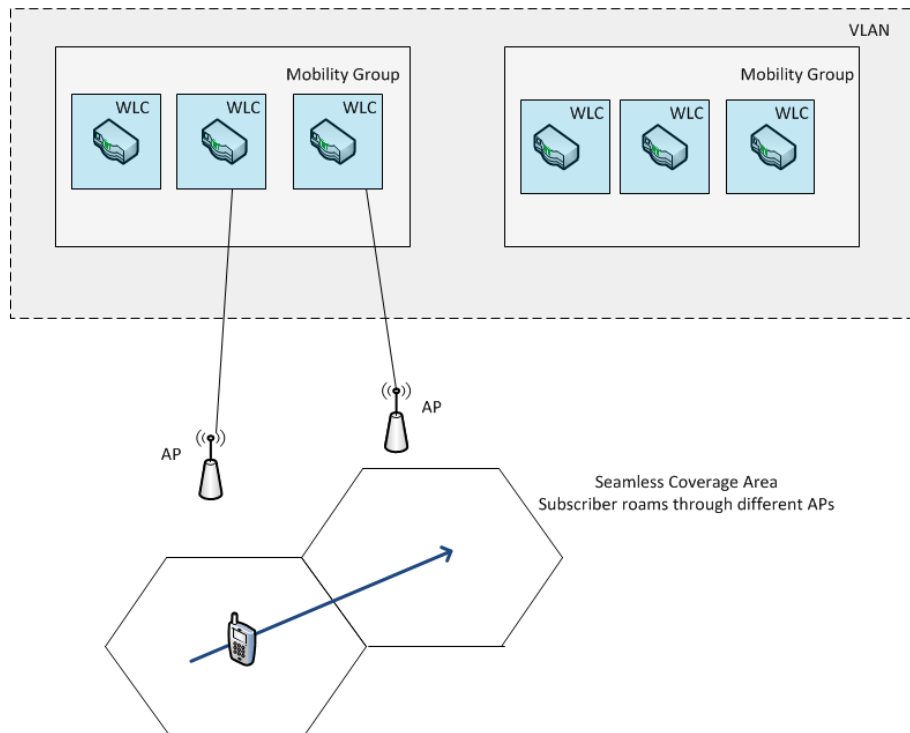 VLAN
Mobility Group
Mobility Group
WLC
WLC
WLC
WLC
WLC
WLC
AP
AP
Seamless Coverage Area
Subscriber roams through different APs